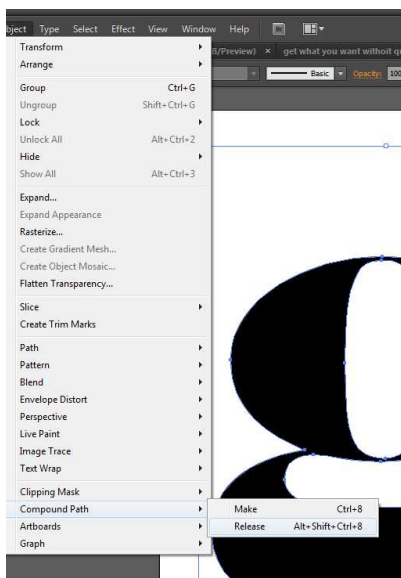 bject Type Select Effect View Window Help Br
B/Preview) × get what you want withoit q
Basic Opacity: 100
Transform
Arrange
Group Ctrl+G
Ungroup Shift+Ctrl+G
Lock
Unlock All Alt+Ctrl+2
Hide
Show All Alt+Ctrl+3
Expand...
Expand Appearance
Rasterize...
Create Gradient Mesh...
Create Object Mosaic...
Flatten Transparency...
Slice
Create Trim Marks
Path
Pattern
Blend
Envelope Distort
Perspective
Live Paint
Image Trace
Text Wrap
Clipping Mask
Compound Path
Make Ctrl+8
Release Alt+Shift+Ctrl+8
Artboards
Graph